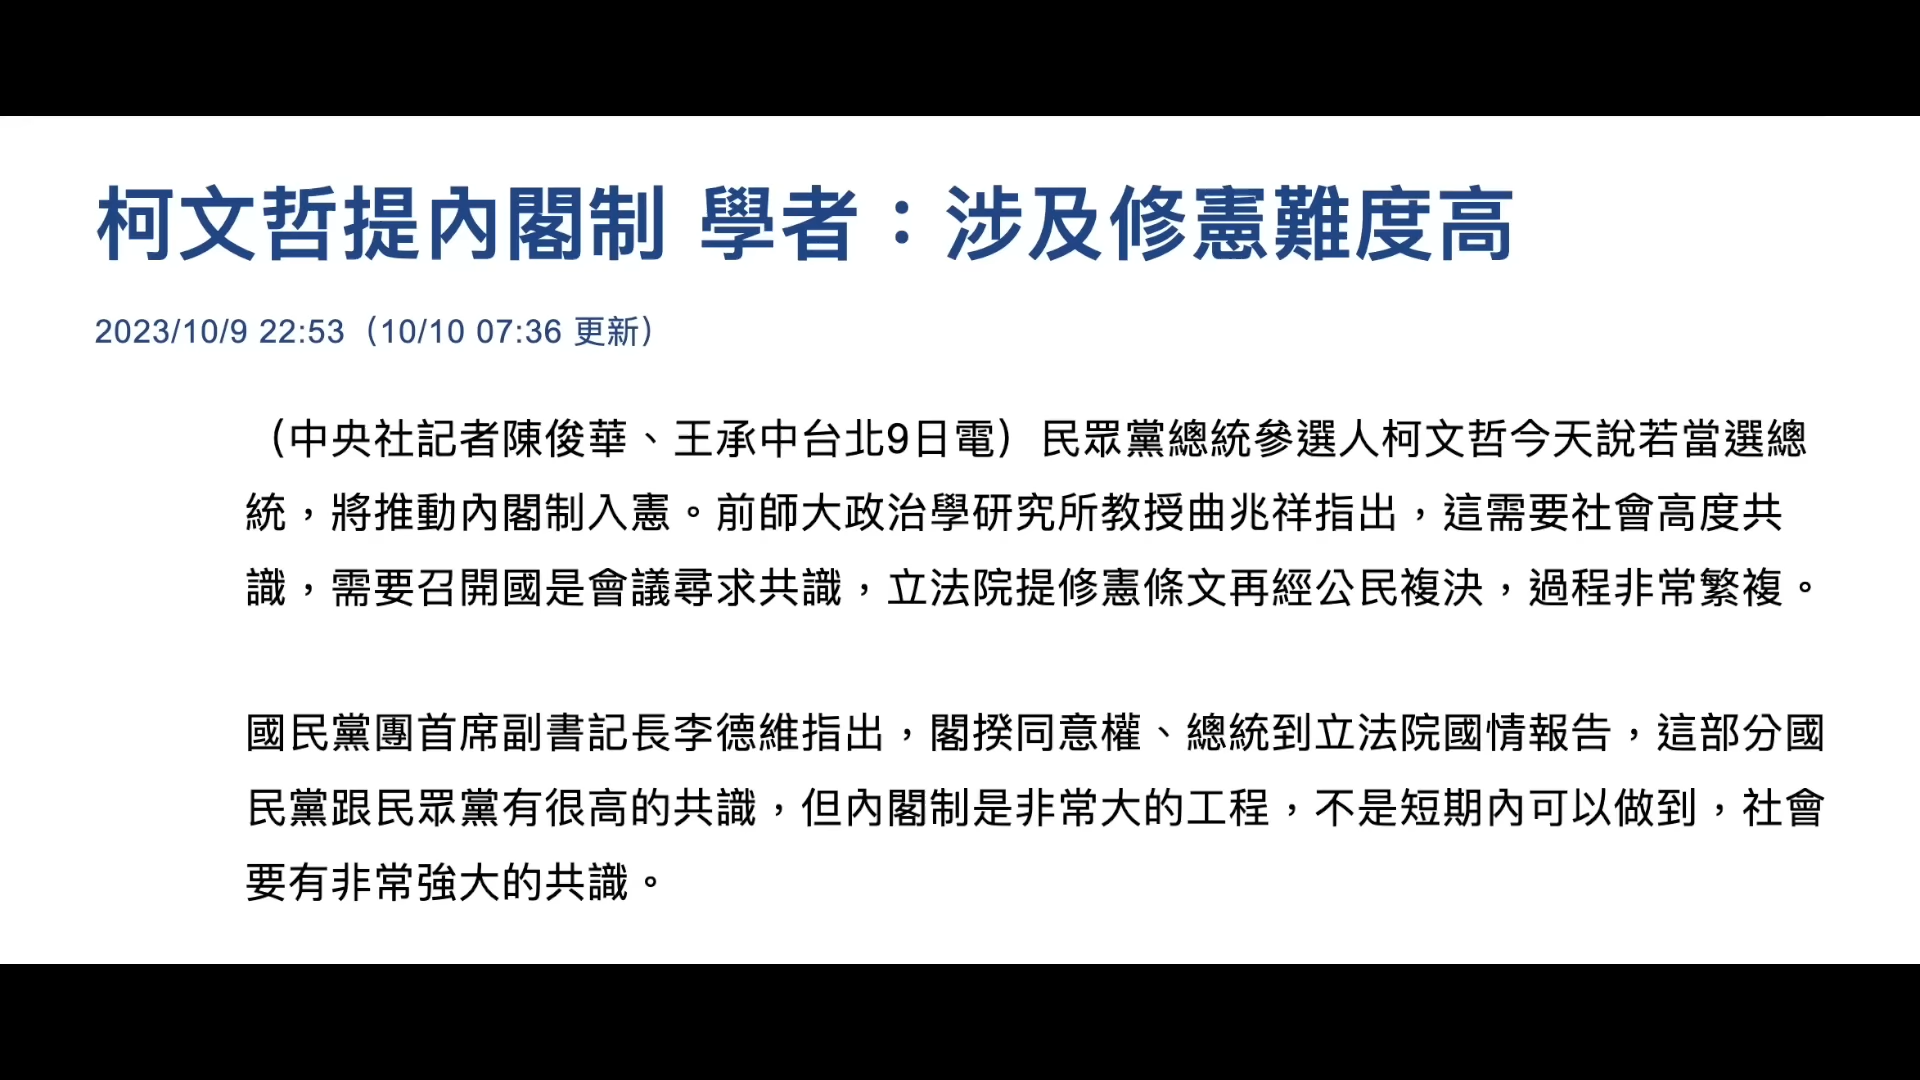 柯文哲提內閣制 學者：涉及修憲難度高
2023/10/9 22:53（10/10 07:36 更新）
（中央社記者陳俊華、王承中台北9日電）民眾黨總統參選人柯文哲今天說若當選總
統，將推動內閣制入憲。前師大政治學研究所教授曲兆祥指出，這需要社會高度共
識，需要召開國是會議尋求共識，立法院提修憲條文再經公民複決，過程非常繁複。
國民黨團首席副書記長李德維指出，閣揆同意權、總統到立法院國情報告，這部分國
民黨跟民眾黨有很高的共識，但內閣制是非常大的工程，不是短期內可以做到，社會
要有非常強大的共識。